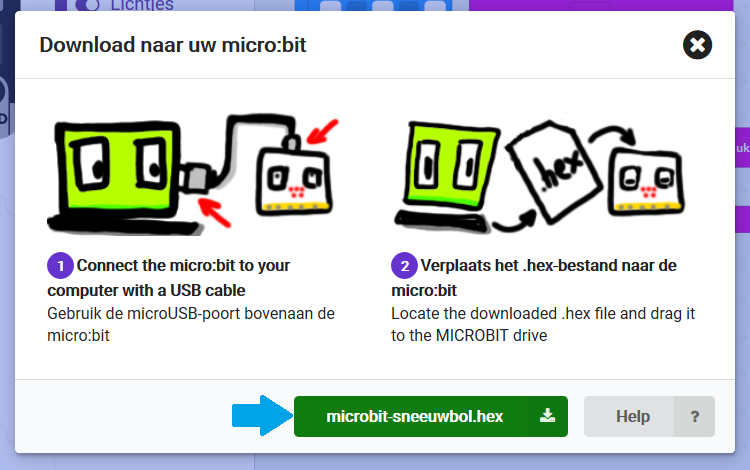 Lichtjes
Download naar uw micro:bit
.hex
1 Connect the micro:bit to your
computer with a USB cable
Gebruik de microUSB-poort bovenaan de
micro:bit
2 Verplaats het .hex-bestand naar de
micro:bit
Locate the downloaded .hex file and drag it
to the MICROBIT drive
microbit-sneeuwbol.hex
Help ?